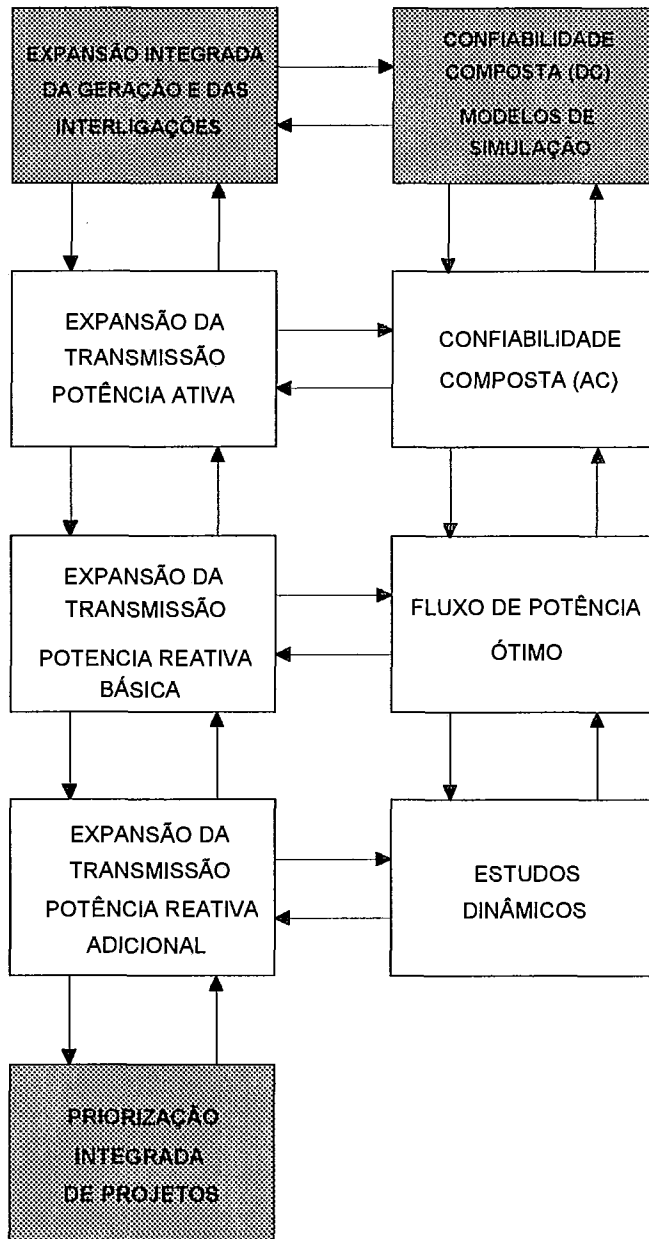 EXPANSÃO INTEGRADA
DA GERAÇÃO E DAS
INTERLIGAÇÕES
CONFIABILIDADE
COMPOSTA (DC)
MODELOS DE
SIMULAÇÃO
EXPANSÃO DA
TRANSMISSÃO
POTÊNCIA ATIVA
CONFIABILIDADE
COMPOSTA (AC)
EXPANSÃO DA
TRANSMISSÃO
POTENCIA REATIVA
BÁSICA
FLUXO DE POTÊNCIA
ÓTIMO
EXPANSÃO DA
TRANSMISSÃO
POTÊNCIA REATIVA
ADICIONAL
ESTUDOS
DINÂMICOS
PRIORIZAÇÃO
INTEGRADA
DE PROJETOS